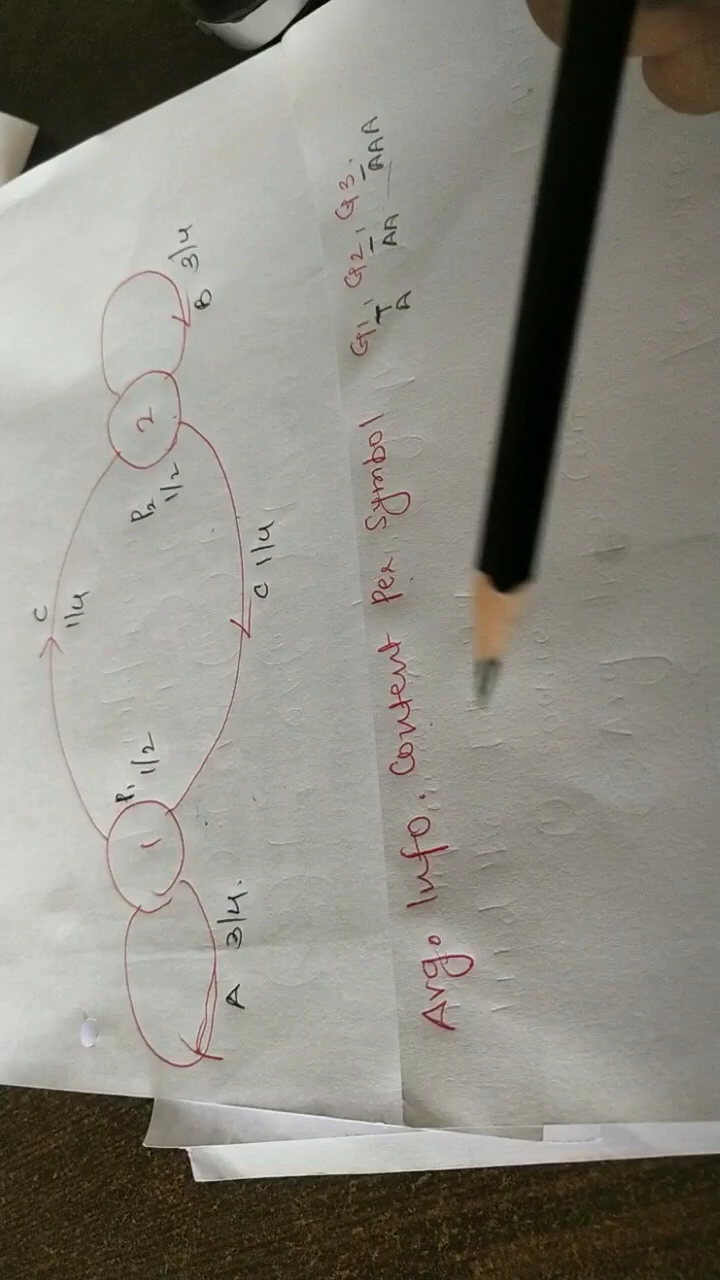 C
1/4
P1
1/2
P2
1/2
1
2
A 3/4.
B 3/4
C 1/4
Avg. Info. Content Per Symbol G1, G2, G3.
A AA AAA